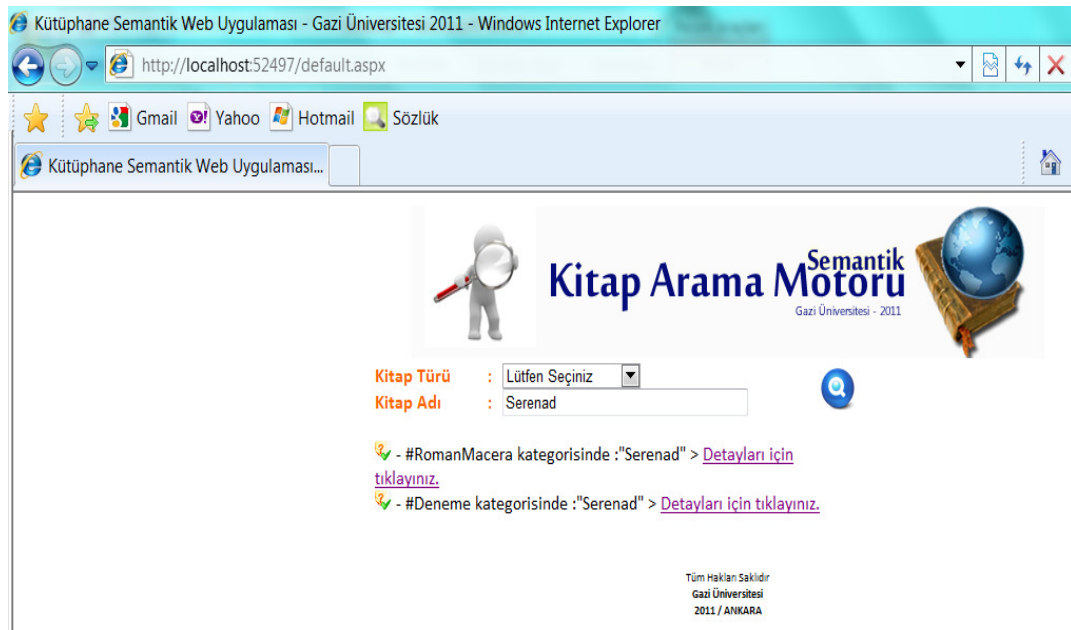 Kütüphane Semantik Web Uygulaması - Gazi Üniversitesi 2011 - Windows Internet Explorer
http://localhost:52497/default.aspx
Gmail Yahoo Hotmail Sözlük
Kütüphane Semantik Web Uygulaması...
Semantik
Kitap Arama Motoru
Gazi Üniversitesi - 2011
Kitap Türü : Lütfen Seçiniz
Kitap Adı : Serenad
- #RomanMacera kategorisinde :"Serenad" > Detayları için
tıklayınız.
- #Deneme kategorisinde :"Serenad" > Detayları için tıklayınız.
Tüm Hakları Saklıdır
Gazi Üniversitesi
2011 / ANKARA